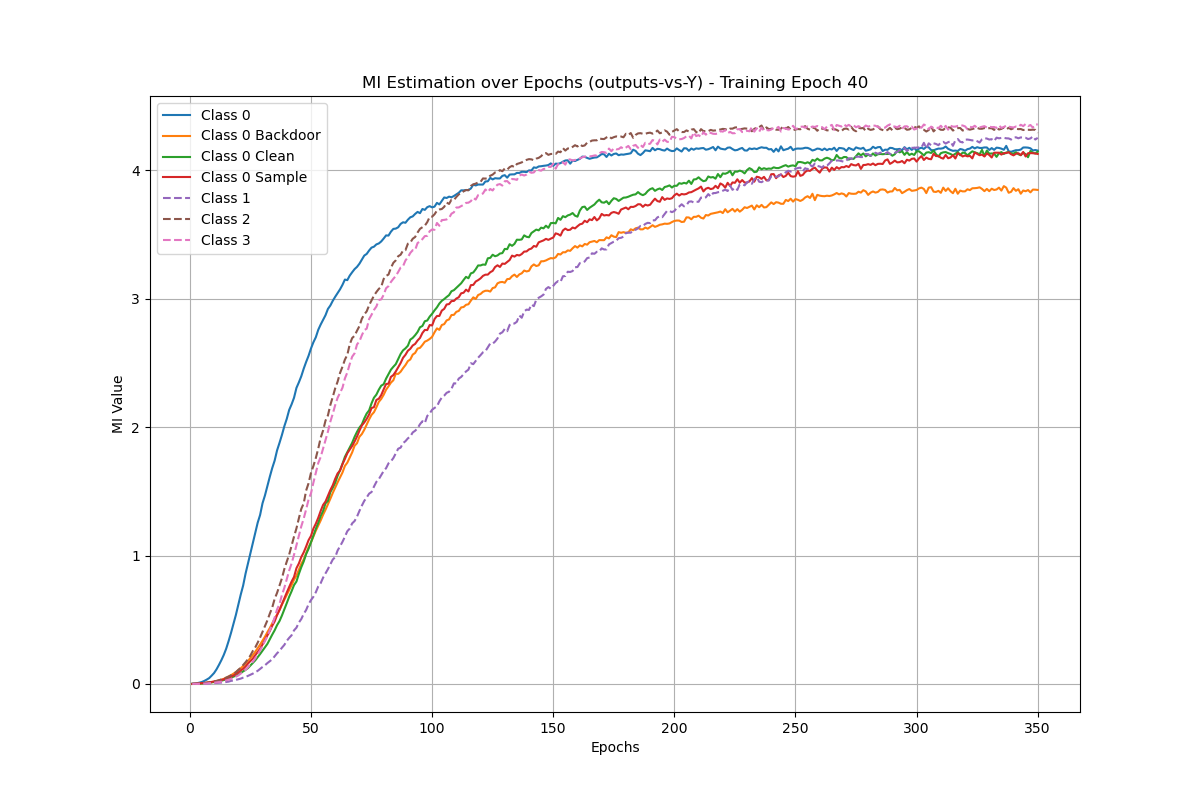 MI Estimation over Epochs (outputs-vs-Y) - Training Epoch 40
Class 0
Class 0 Backdoor
Class 0 Clean
Class 0 Sample
Class 1
Class 2
Class 3
4
3
2
1
0
MI Value
0 50 100 150 200 250 300 350
Epochs